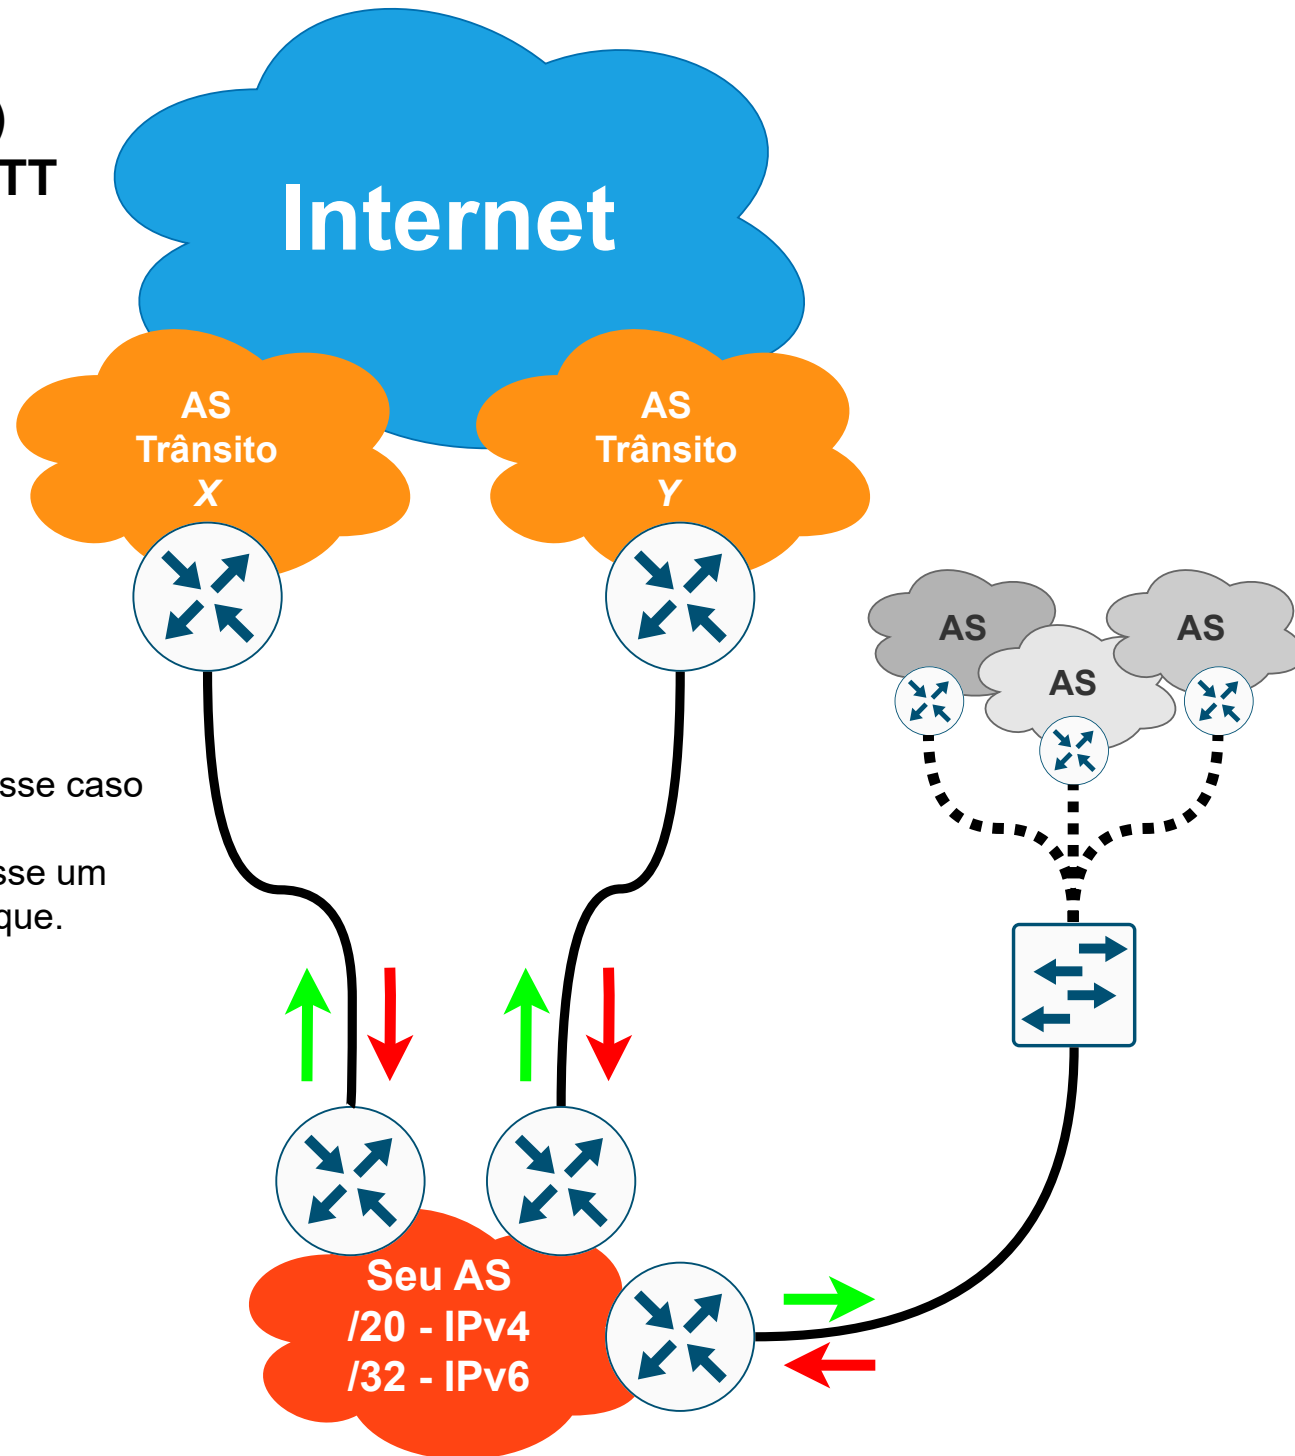 )
TT
Internet
AS
Trânsito
X
AS
Trânsito
Y
AS
AS
AS
sse caso
sse um
que.
Seu AS
/20 - IPv4
/32 - IPv6